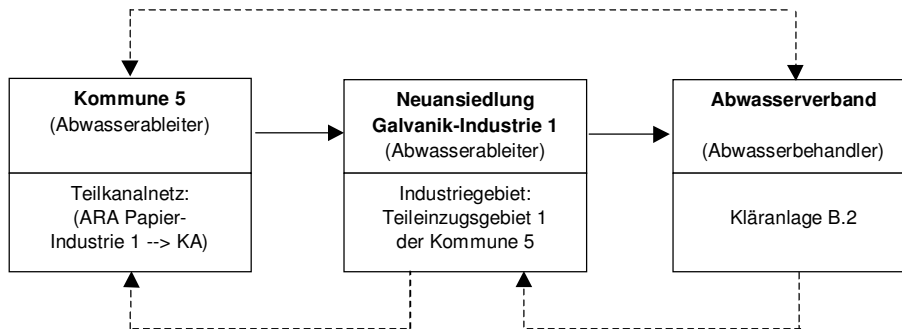 Kommune 5
(Abwasserableiter)
Teilkanalnetz:
(ARA Papier-
Industrie 1 --> KA)
Neuansiedlung
Galvanik-Industrie 1
(Abwasserableiter)
Industriegebiet:
Teileinzugsgebiet 1
der Kommune 5
Abwasserverband
(Abwasserbehandler)
Kläranlage B.2